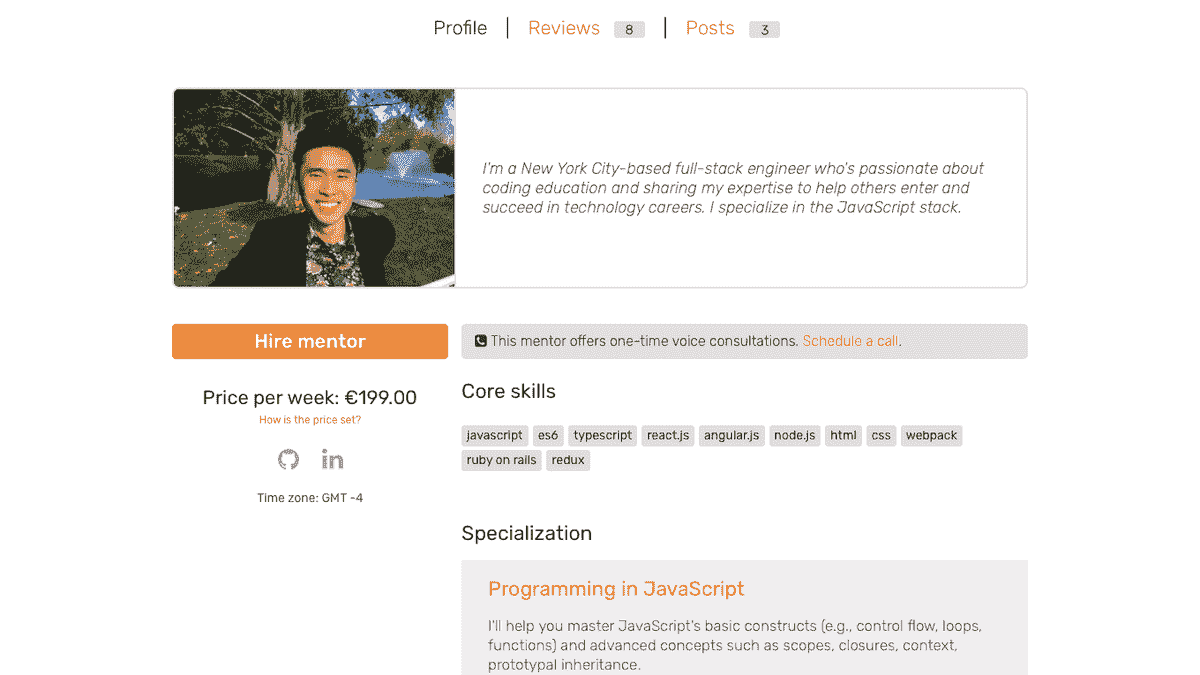 Profile | Reviews 8 | Posts 3
I'm a New York City-based full-stack engineer who's passionate about
coding education and sharing my expertise to help others enter and
succeed in technology careers. I specialize in the JavaScript stack.
Hire mentor
This mentor offers one-time voice consultations. Schedule a call.
Price per week: €199.00
How is the price set?
in
Time zone: GMT -4
Core skills
javascript es6 typescript react.js angular.js node.js html css webpack
ruby on rails redux
Specialization
Programming in JavaScript
I'll help you master JavaScript's basic constructs (e.g., control flow, loops,
functions) and advanced concepts such as scopes, closures, context,
prototypal inheritance.